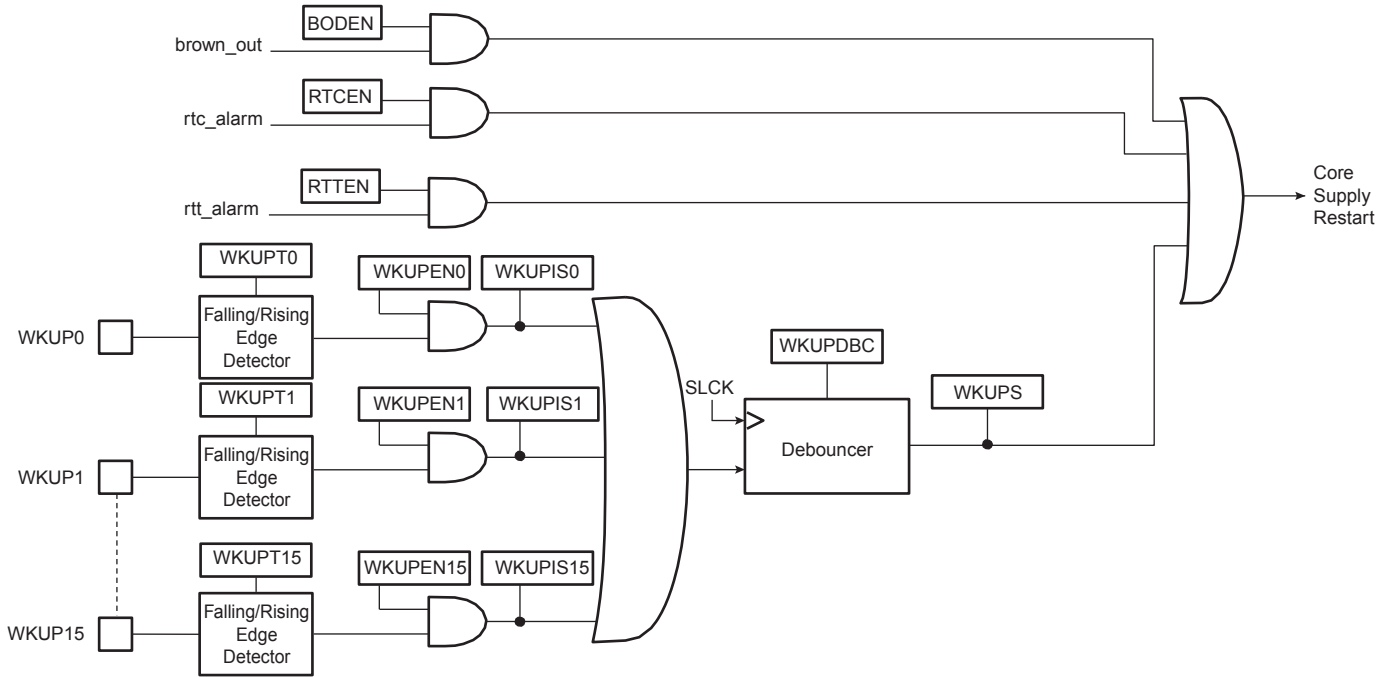 BODEN
brown_out
RTCEN
rtc_alarm
RTTEN
rtt_alarm
Core
Supply
Restart
WKUPT0
WKUPEN0
WKUPIS0
WKUP0
Falling/Rising
Edge
Detector
WKUPT1
WKUPEN1
WKUPIS1
WKUP1
Falling/Rising
Edge
Detector
WKUPDBC
SLCK
Debouncer
WKUPS
WKUPT15
WKUPEN15
WKUPIS15
WKUP15
Falling/Rising
Edge
Detector